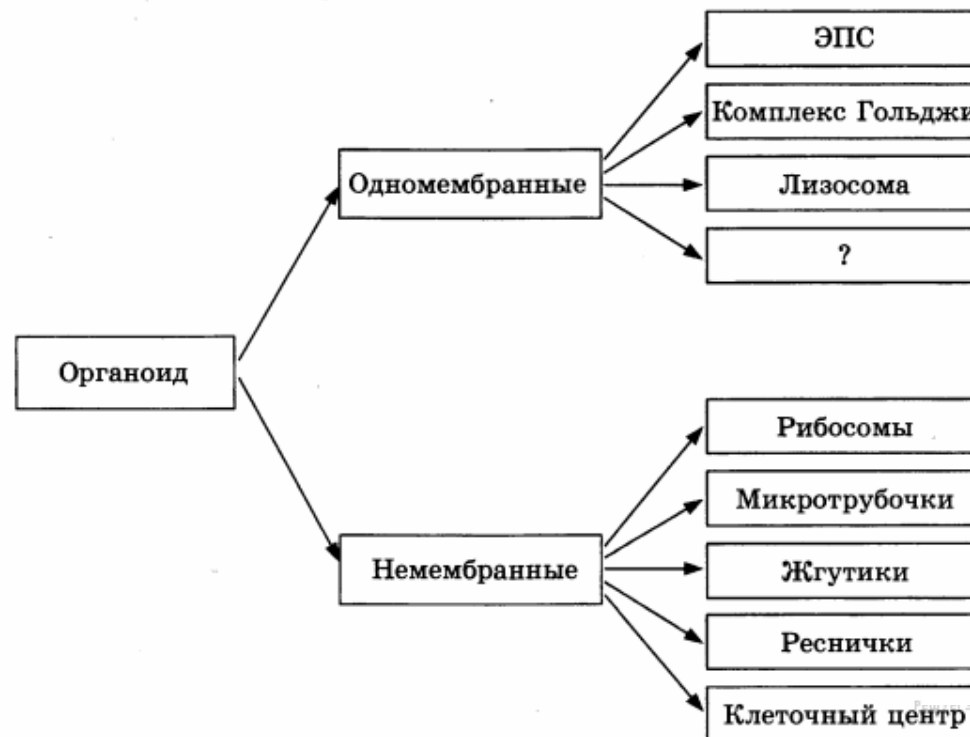 ЭПС
Комплекс Гольджи
Одномембранные
Лизосома
?
Органоид
Рибосомы
Микротрубочки
Немембранные
Жгутики
Реснички
Клеточный центр